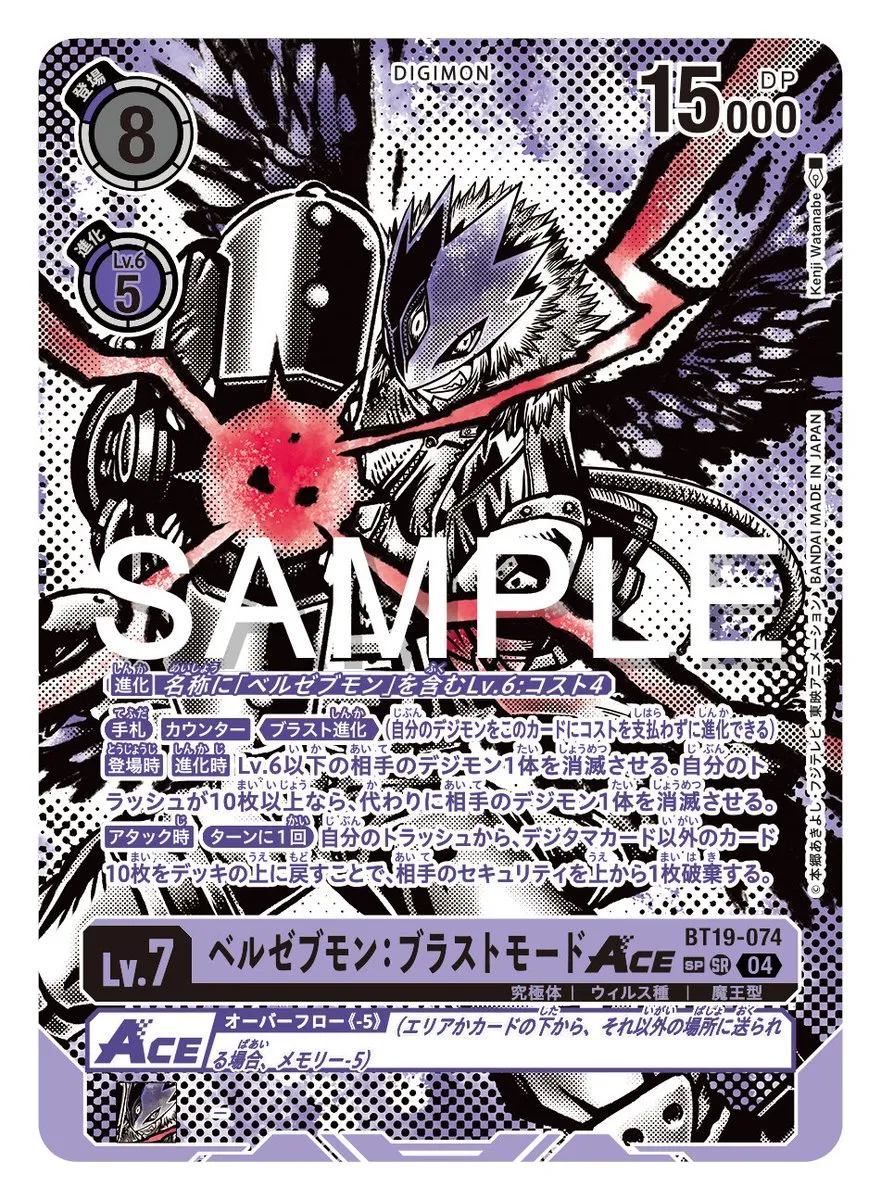 DIGIMON
登場
8
15000
DP
進化
Lv.6
5
Kenji Watanabe
SAMPLE
進化 名称に「ベルゼブモン」を含むLv.6:コスト4
手札 カウンター ブラスト進化 (自分のデジモンをこのカードにコストを支払わずに進化できる)
登場時 進化時 Lv.6以下の相手のデジモン1体を消滅させる。自分のト
ラッシュが10枚以上なら、代わりに相手のデジモン1体を消滅させる。
アタック時 ターンに1回 自分のトラッシュから、デジタマカード以外のカード
10枚をデッキの上に戻すことで、相手のセキュリティを上から1枚破棄する。
©本郷あきよし・フジテレビ・東映アニメーション BANDAI MADE IN JAPAN
Lv.7
ベルゼブモン:ブラストモードACE
BT19-074
SP SR 04
究極体 | ウィルス種 | 魔王型
ACE
オーバーフロー《-5》 (エリアかカードの下から、それ以外の場所に送られ
る場合、メモリー-5)